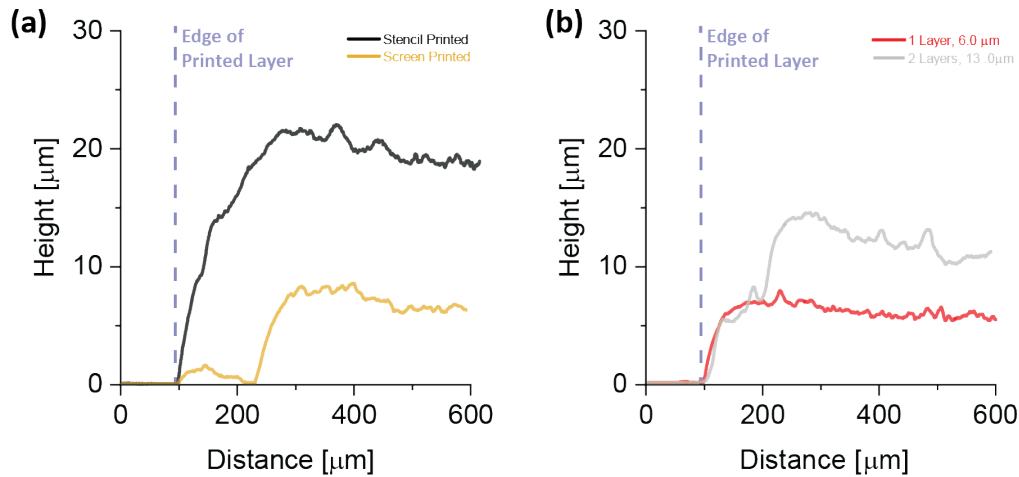 (a)
30
20
10
0
Height [μm]
Edge of
Printed Layer
Stencil Printed
Screen Printed
0
200
400
600
Distance [μm]
(b)
30
20
10
0
Height [μm]
Edge of
Printed Layer
1 Layer, 6.0 μm
2 Layers, 13 .0μm
0
200
400
600
Distance [μm]